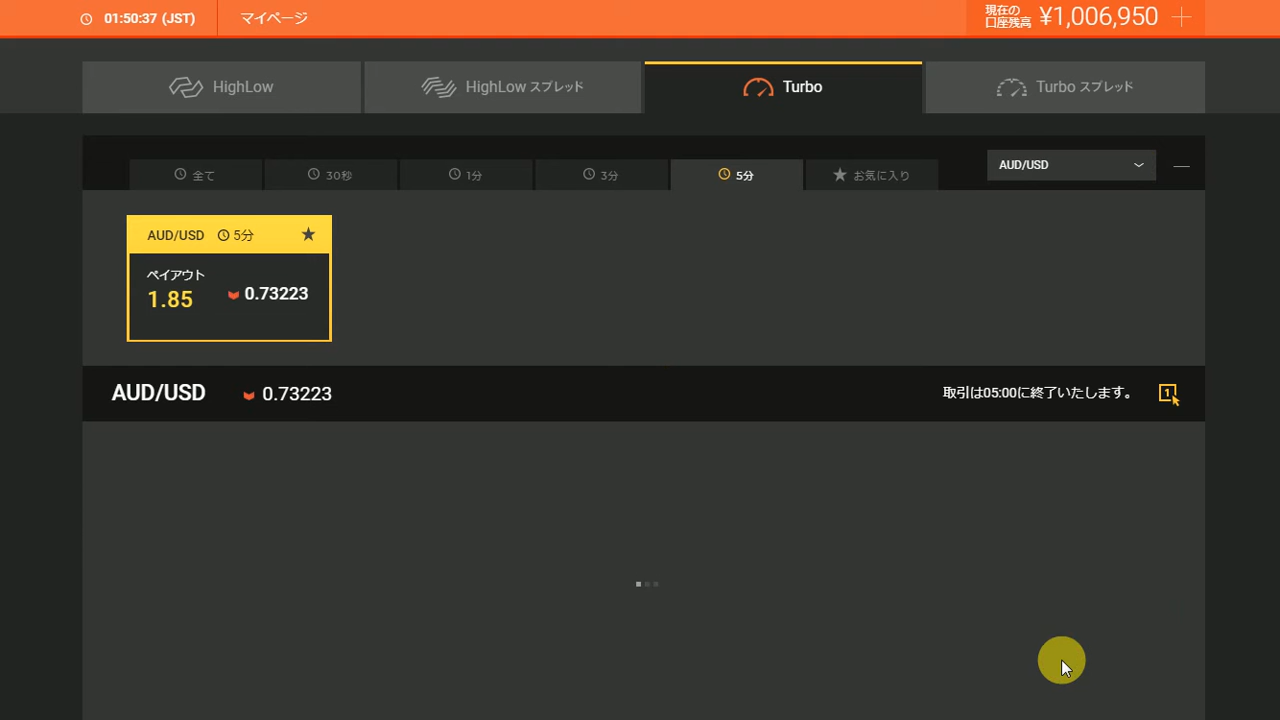 01:50:37 (JST)
マイページ
現在の
口座残高
¥1,006,950
HighLow
HighLow スプレッド
Turbo
Turbo スプレッド
全て
30秒
1分
3分
5分
お気に入り
AUD/USD
AUD/USD 5分
ペイアウト
1.85
0.73223
AUD/USD 0.73223
取引は05:00に終了いたします。
1